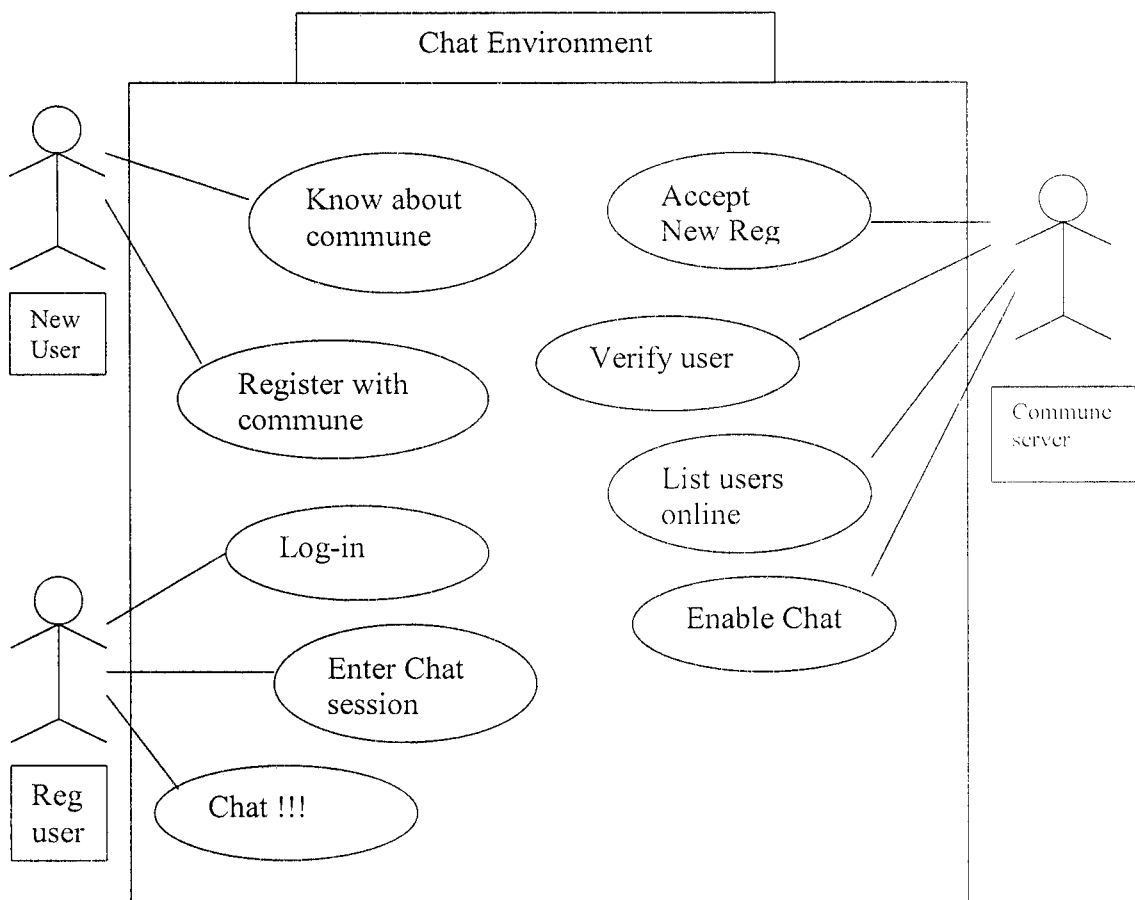 Chat Environment
Know about
commune
Accept
New Reg
New
User
Verify user
Register with
commune
Commune
server
List users
online
Log-in
Enable Chat
Enter Chat
session
Reg
user
Chat !!!